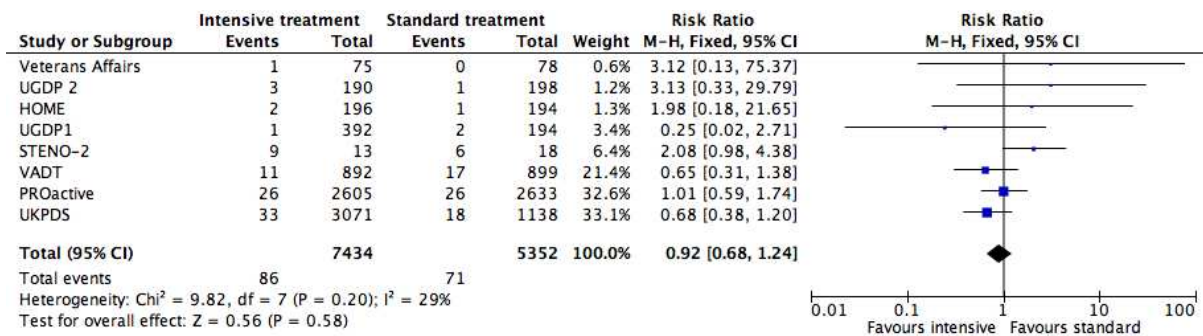 Intensive treatment Standard treatment Risk Ratio Risk Ratio
Study or Subgroup Events Total Events Total Weight M-H, Fixed, 95% CI M-H, Fixed, 95% CI
Veterans Affairs 1 75 0 78 0.6% 3.12 [0.13, 75.37]
UGDP 2 3 190 1 198 1.2% 3.13 [0.33, 29.79]
HOME 2 196 1 194 1.3% 1.98 [0.18, 21.65]
UGDP1 1 392 2 194 3.4% 0.25 [0.02, 2.71]
STENO-2 9 13 6 18 6.4% 2.08 [0.98, 4.38]
VADT 11 892 17 899 21.4% 0.65 [0.31, 1.38]
PROactive 26 2605 26 2633 32.6% 1.01 [0.59, 1.74]
UKPDS 33 3071 18 1138 33.1% 0.68 [0.38, 1.20]
Total (95% CI) 7434 5352 100.0% 0.92 [0.68, 1.24]
Total events 86 71
Heterogeneity: Chi² = 9.82, df = 7 (P = 0.20); I² = 29%
Test for overall effect: Z = 0.56 (P = 0.58)
0.01 0.1 1 10 100
Favours intensive Favours standard